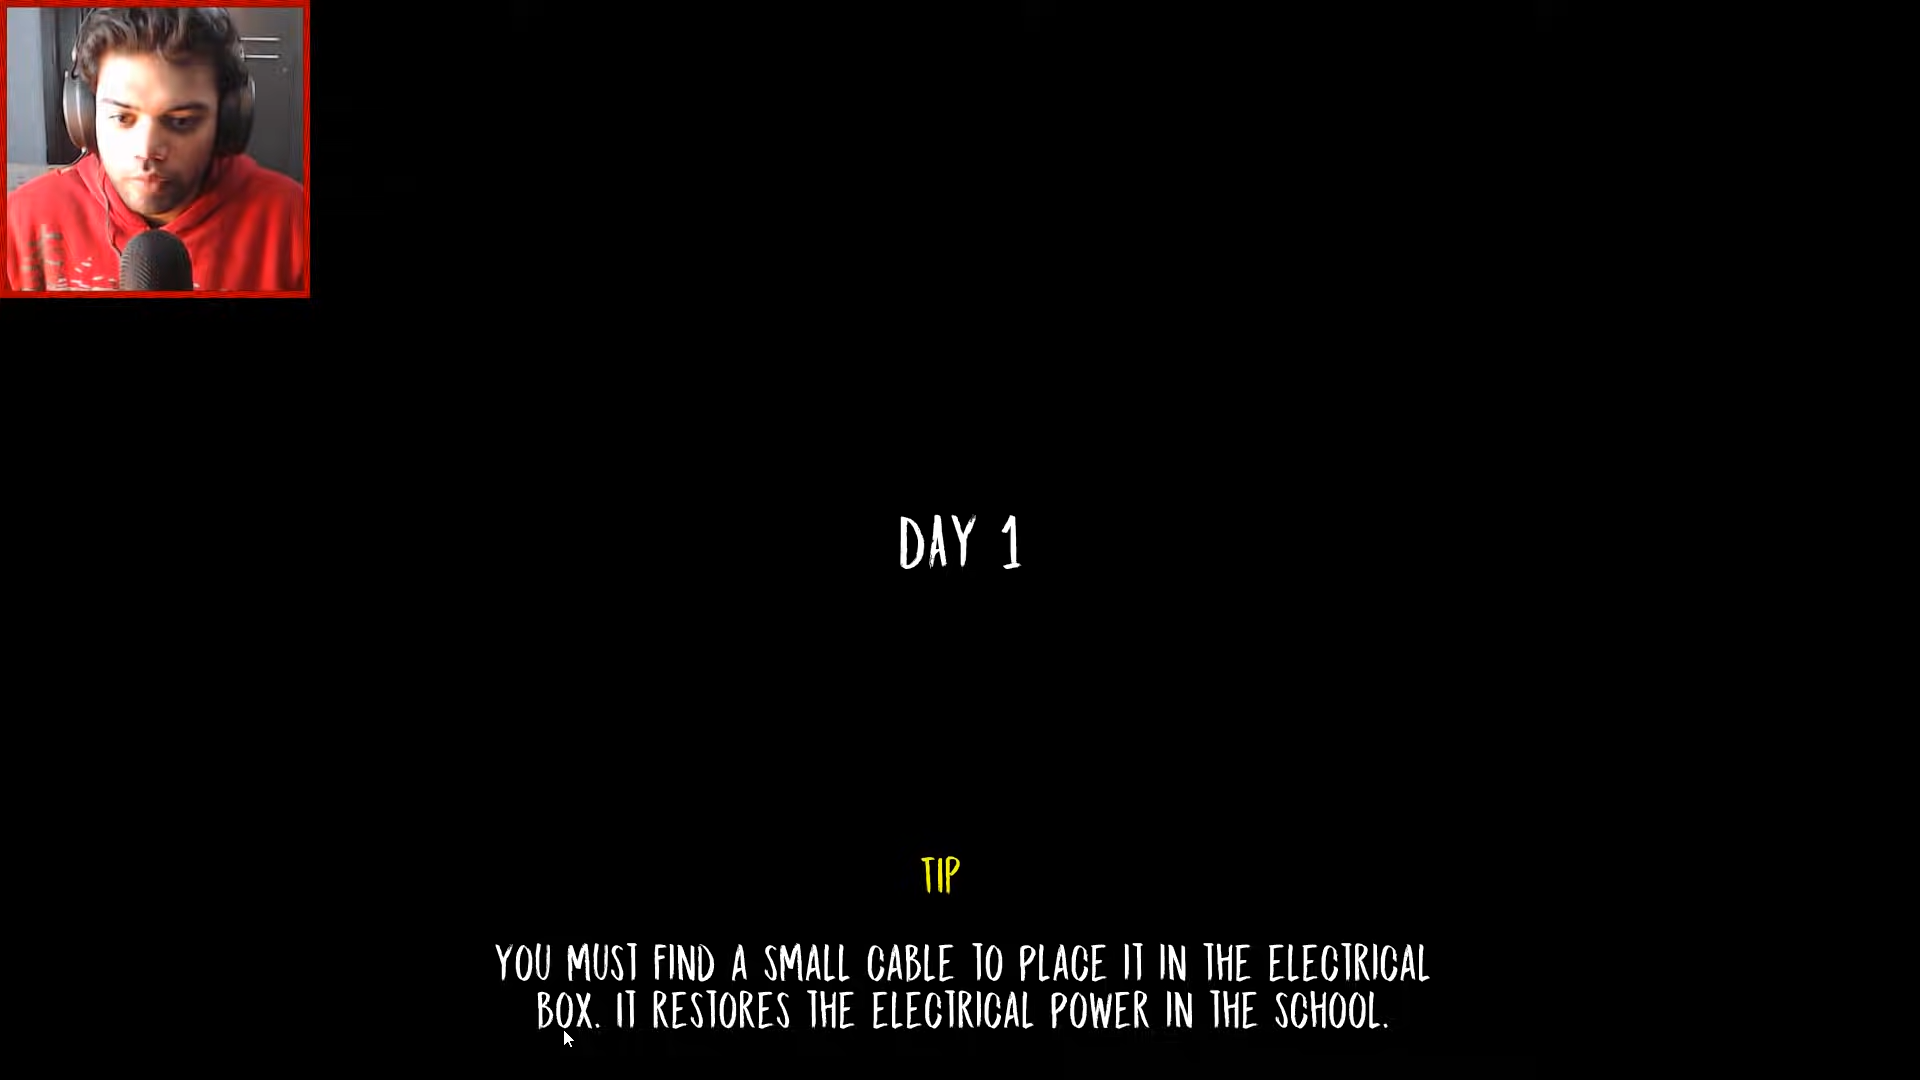 DAY 1
TIP
YOU MUST FIND A SMALL CABLE TO PLACE IT IN THE ELECTRICAL
BOX. IT RESTORES THE ELECTRICAL POWER IN THE SCHOOL.